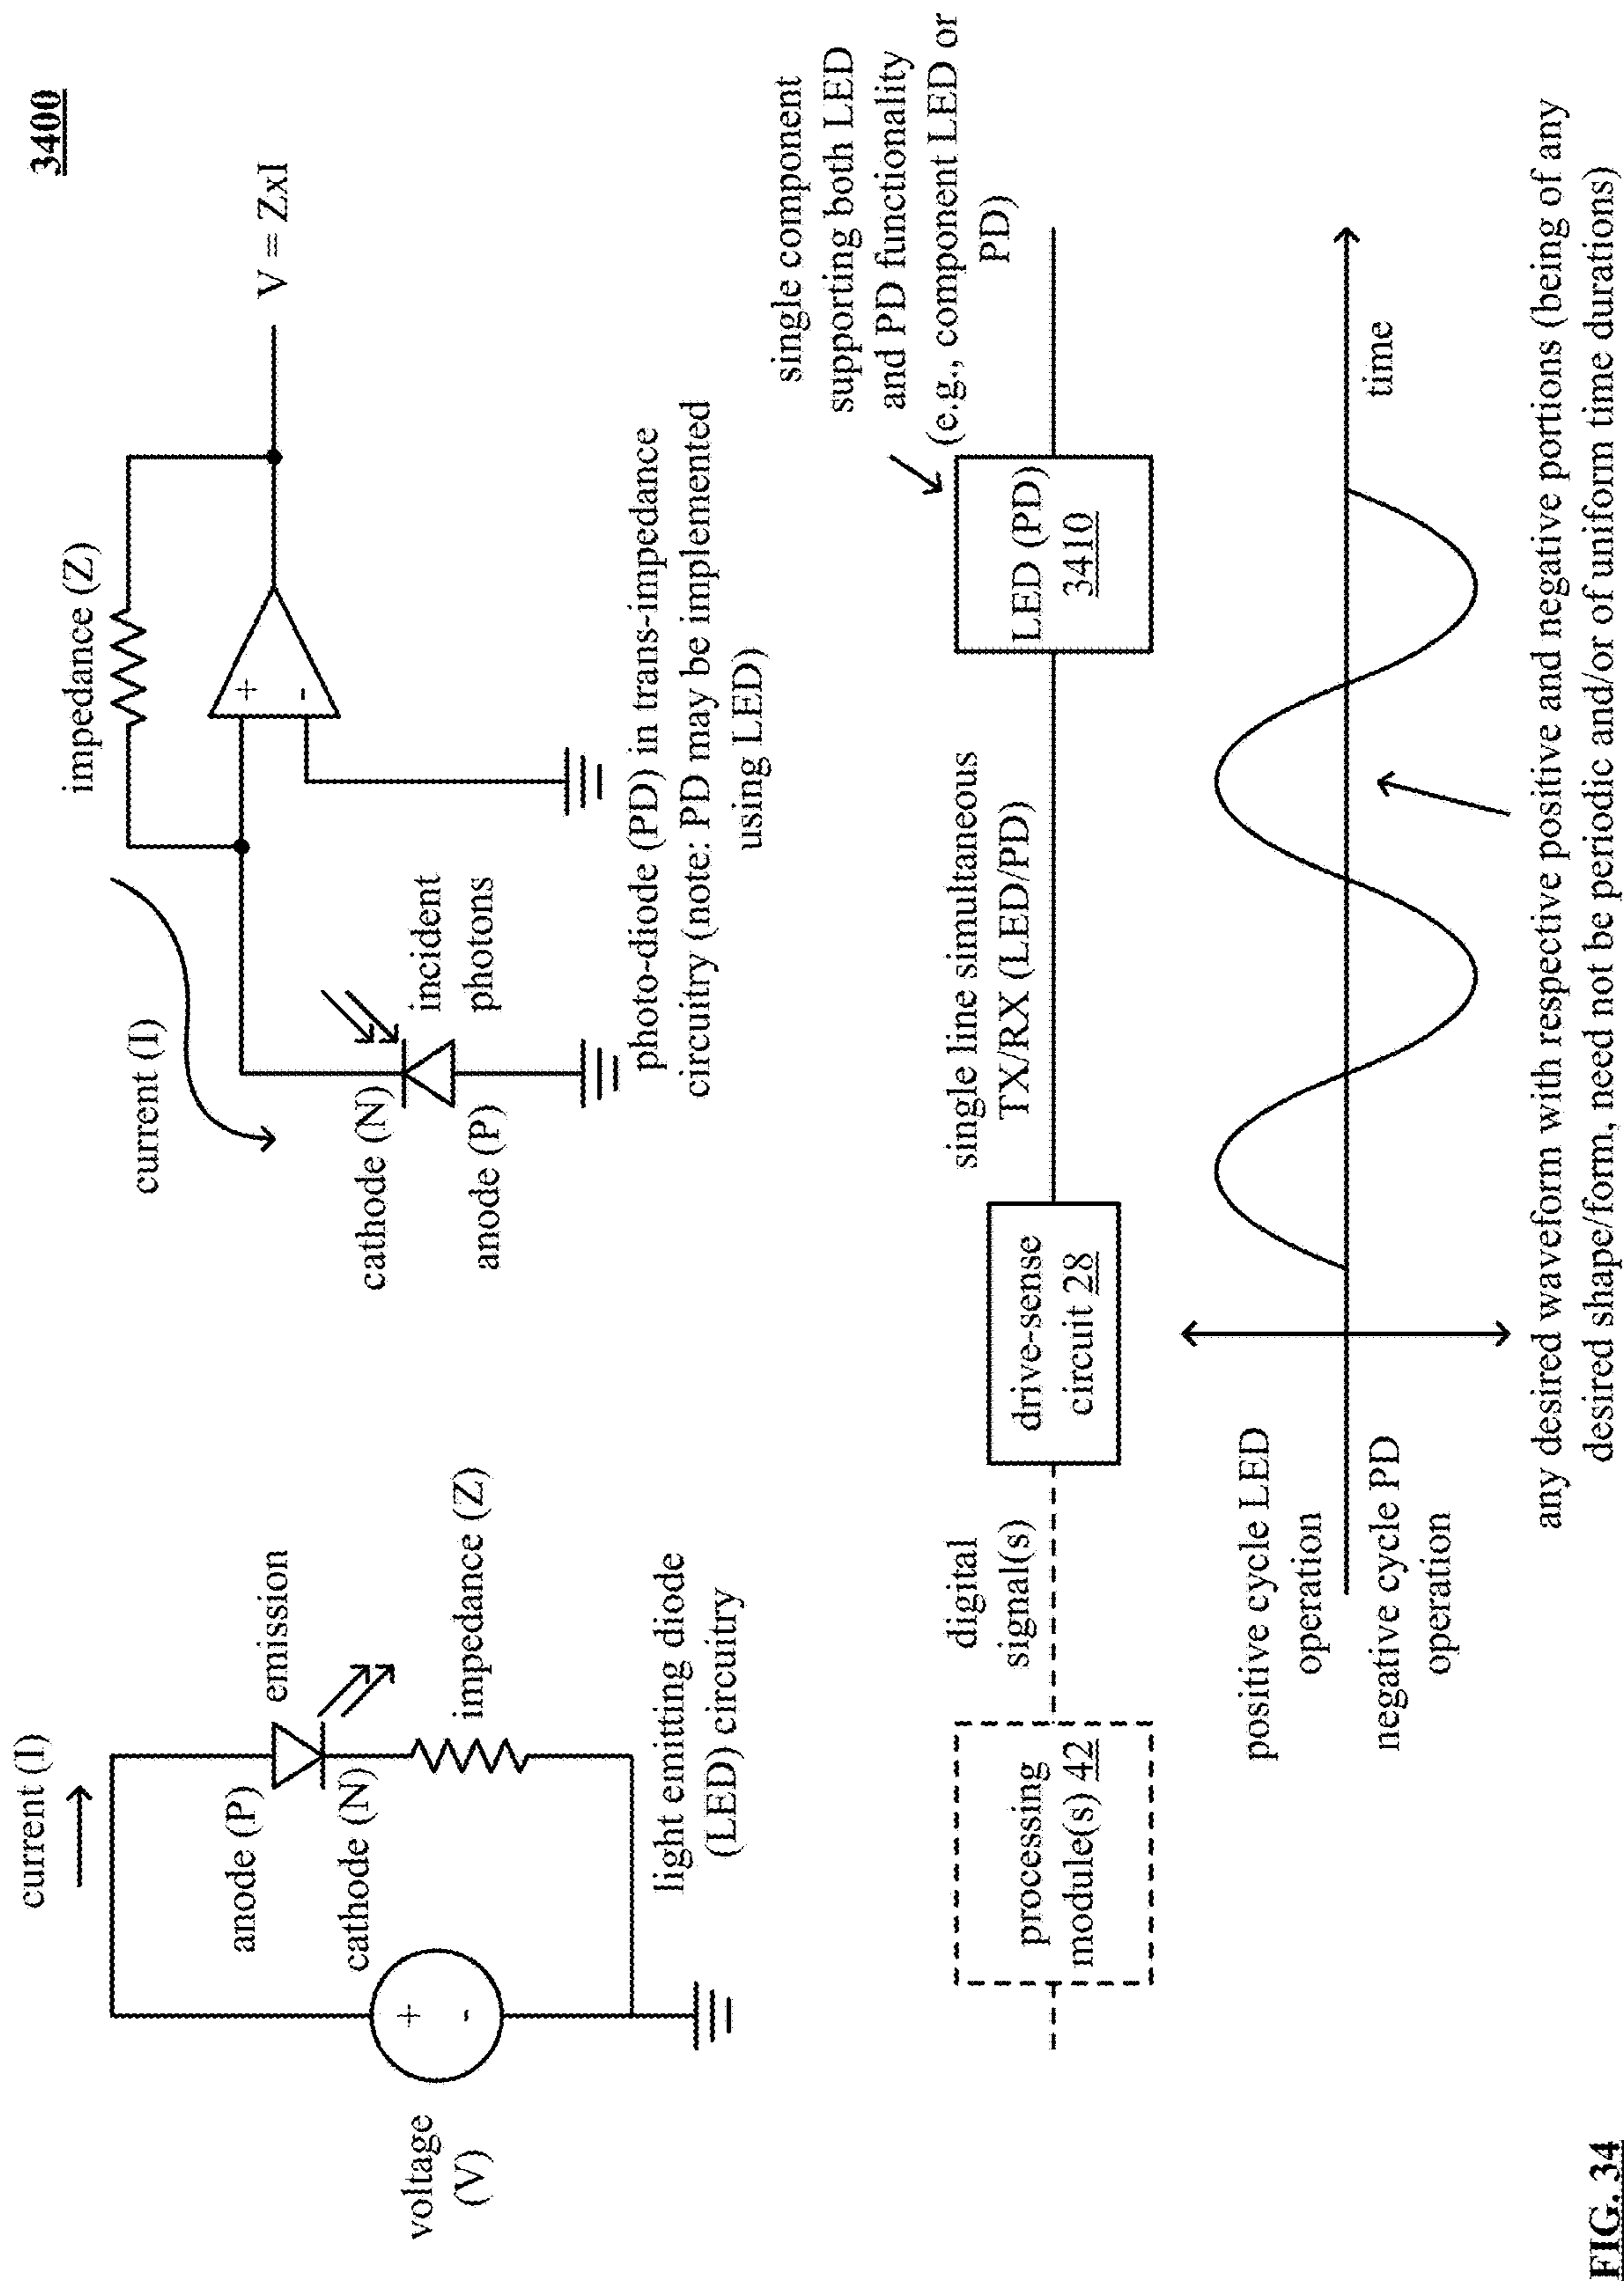 3400
current (I)
anode (P)
emission
cathode (N)
voltage
(V)
+
-
impedance (Z)
light emitting diode
(LED) circuitry
current (I)
impedance (Z)
cathode (N)
anode (P)
incident
photons
+
-
V = ZxI
photo-diode (PD) in trans-impedance
circuitry (note: PD may be implemented
using LED)
processing
module(s) 42
digital
signal(s)
drive-sense
circuit 28
single line simultaneous
TX/RX (LED/PD)
LED (PD)
3410
single component
supporting both LED
and PD functionality
(e.g., component LED or
PD)
positive cycle LED
operation
negative cycle PD
operation
time
any desired waveform with respective positive and negative portions (being of any
desired shape/form, need not be periodic and/or of uniform time durations)
FIG. 34